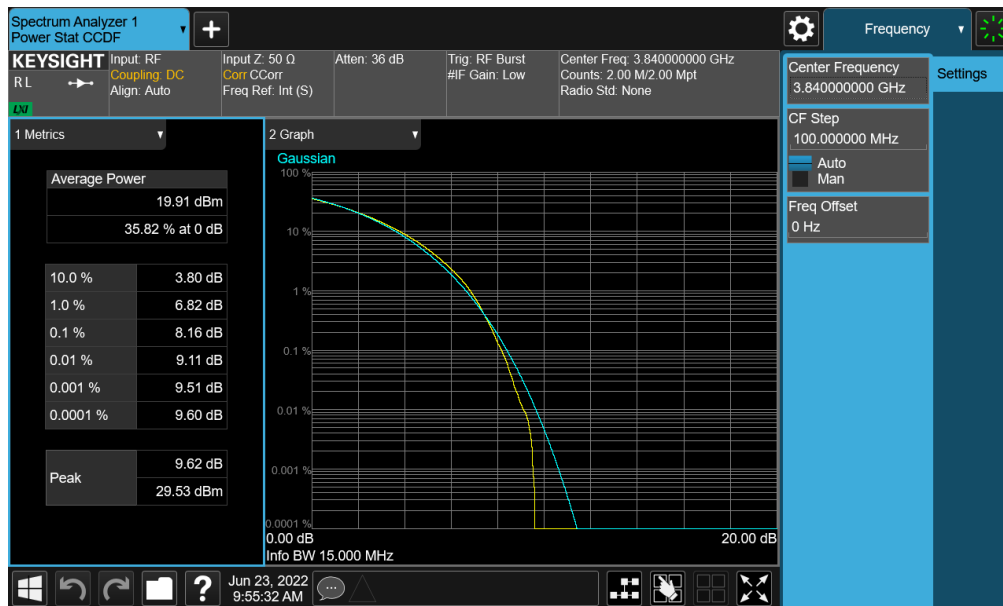 Spectrum Analyzer 1
Power Stat CCDF
Frequency
KEYSIGHT
RL
LXI
Input: RF
Coupling: DC
Align: Auto
Input Z: 50 Ω
Corr CCorr
Freq Ref: Int (S)
Atten: 36 dB
Trig: RF Burst
#IF Gain: Low
Center Freq: 3.840000000 GHz
Counts: 2.00 M/2.00 Mpt
Radio Std: None
Center Frequency
3.840000000 GHz
Settings
CF Step
100.000000 MHz
Auto
Man
Freq Offset
0 Hz
1 Metrics
Average Power
19.91 dBm
35.82 % at 0 dB
10.0 % 3.80 dB
1.0 % 6.82 dB
0.1 % 8.16 dB
0.01 % 9.11 dB
0.001 % 9.51 dB
0.0001 % 9.60 dB
Peak
9.62 dB
29.53 dBm
2 Graph
Gaussian
100 %
10 %
1 %
0.1 %
0.01 %
0.001 %
0.0001 %
0.00 dB
20.00 dB
Info BW 15.000 MHz
?
Jun 23, 2022
9:55:32 AM